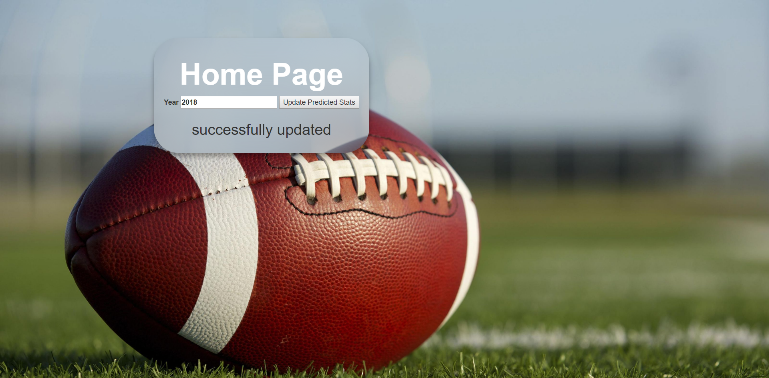 Home Page
Year 2018 Update Predicted Stats
successfully updated